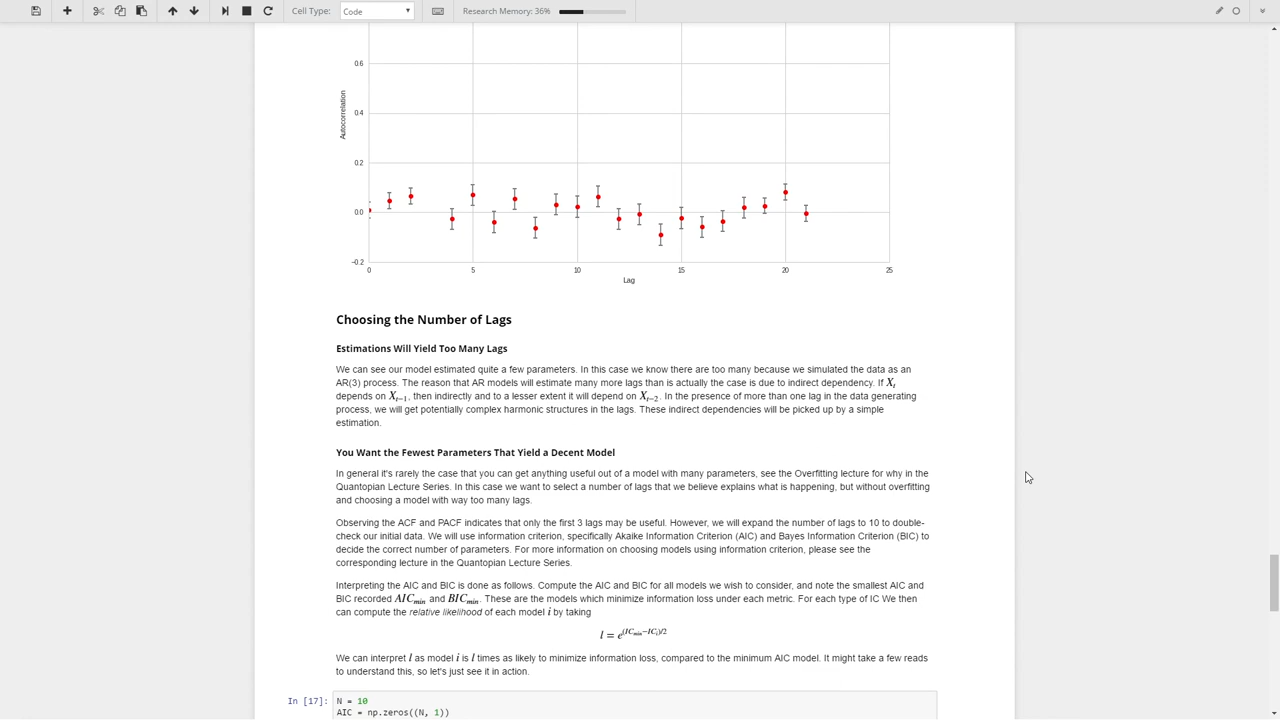 Cell Type: Code Research Memory: 36%
0.6
0.4
0.2
0.0
−0.2
Autocorrelation
0 5 10 15 20 25
Lag
Choosing the Number of Lags
Estimations Will Yield Too Many Lags
We can see our model estimated quite a few parameters. In this case we know there are too many because we simulated the data as an
AR(3) process. The reason that AR models will estimate many more lags than is actually the case is due to indirect dependency. If X_t
depends on X_{t−1}, then indirectly and to a lesser extent it will depend on X_{t−2}. In the presence of more than one lag in the data generating
process, we will get potentially complex harmonic structures in the lags. These indirect dependencies will be picked up by a simple
estimation.
You Want the Fewest Parameters That Yield a Decent Model
In general it's rarely the case that you can get anything useful out of a model with many parameters, see the Overfitting lecture for why in the
Quantopian Lecture Series. In this case we want to select a number of lags that we believe explains what is happening, but without overfitting
and choosing a model with way too many lags.
Observing the ACF and PACF indicates that only the first 3 lags may be useful. However, we will expand the number of lags to 10 to double-
check our initial data. We will use information criterion, specifically Akaike Information Criterion (AIC) and Bayes Information Criterion (BIC) to
decide the correct number of parameters. For more information on choosing models using information criterion, please see the
corresponding lecture in the Quantopian Lecture Series.
Interpreting the AIC and BIC is done as follows. Compute the AIC and BIC for all models we wish to consider, and note the smallest AIC and
BIC recorded AIC_{min} and BIC_{min}. These are the models which minimize information loss under each metric. For each type of IC We then
can compute the relative likelihood of each model i by taking
l = e^{(IC_{min}−IC_i)/2}
We can interpret l as model i is l times as likely to minimize information loss, compared to the minimum AIC model. It might take a few reads
to understand this, so let's just see it in action.
In [17]: N = 10
AIC = np.zeros((N, 1))